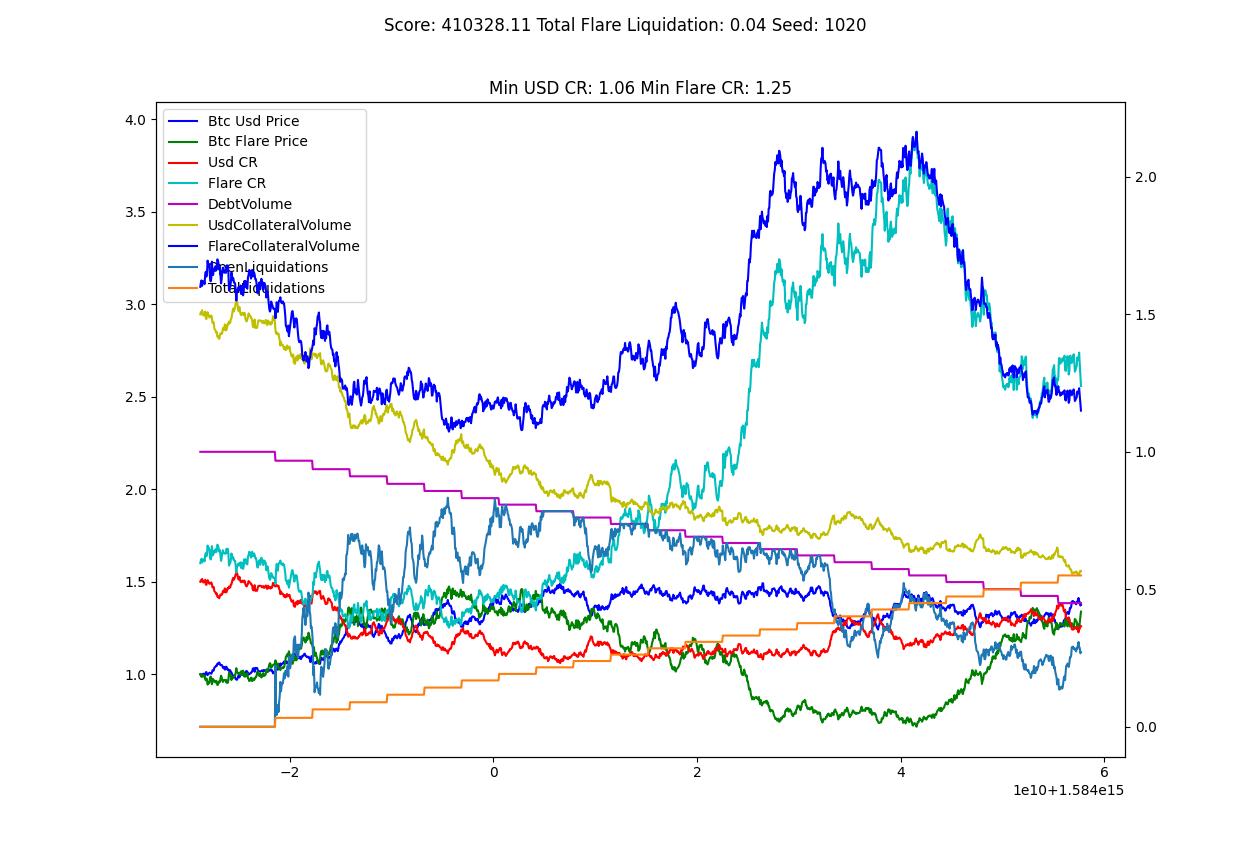 Score: 410328.11 Total Flare Liquidation: 0.04 Seed: 1020
Min USD CR: 1.06 Min Flare CR: 1.25
Btc Usd Price
Btc Flare Price
Usd CR
Flare CR
DebtVolume
UsdCollateralVolume
FlareCollateralVolume
OpenLiquidations
TotalLiquidations
4.0
3.5
3.0
2.5
2.0
1.5
1.0
2.0
1.5
1.0
0.5
0.0
−2
0
2
4
6
1e10+1.584e15